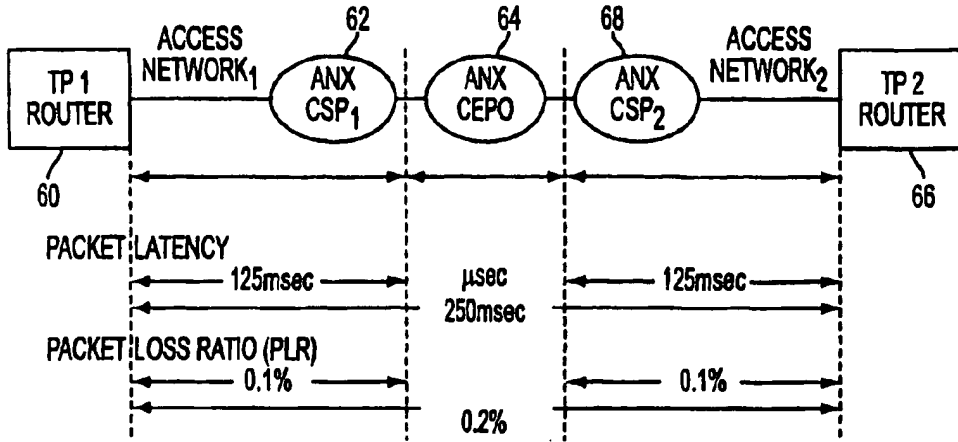 62
64
68
ACCESS
NETWORK1
ACCESS
NETWORK2
TP 1
ROUTER
ANX
CSP1
ANX
CEPO
ANX
CSP2
TP 2
ROUTER
60
66
PACKET LATENCY
125msec
μsec
125msec
250msec
PACKET LOSS RATIO (PLR)
0.1%
0.1%
0.2%